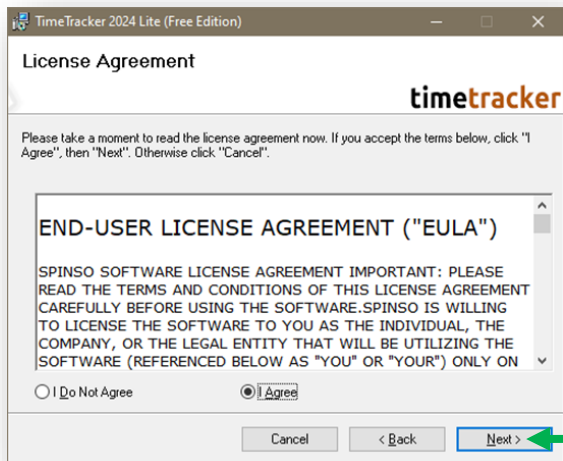 TimeTracker 2024 Lite (Free Edition)
License Agreement
timetracker
Please take a moment to read the license agreement now. If you accept the terms below, click "I
Agree", then "Next". Otherwise click "Cancel".
END-USER LICENSE AGREEMENT ("EULA")
SPINSO SOFTWARE LICENSE AGREEMENT IMPORTANT: PLEASE
READ THE TERMS AND CONDITIONS OF THIS LICENSE AGREEMENT
CAREFULLY BEFORE USING THE SOFTWARE.SPINSO IS WILLING
TO LICENSE THE SOFTWARE TO YOU AS THE INDIVIDUAL, THE
COMPANY, OR THE LEGAL ENTITY THAT WILL BE UTILIZING THE
SOFTWARE (REFERENCED BELOW AS "YOU" OR "YOUR") ONLY ON
I Do Not Agree I Agree
Cancel < Back Next >